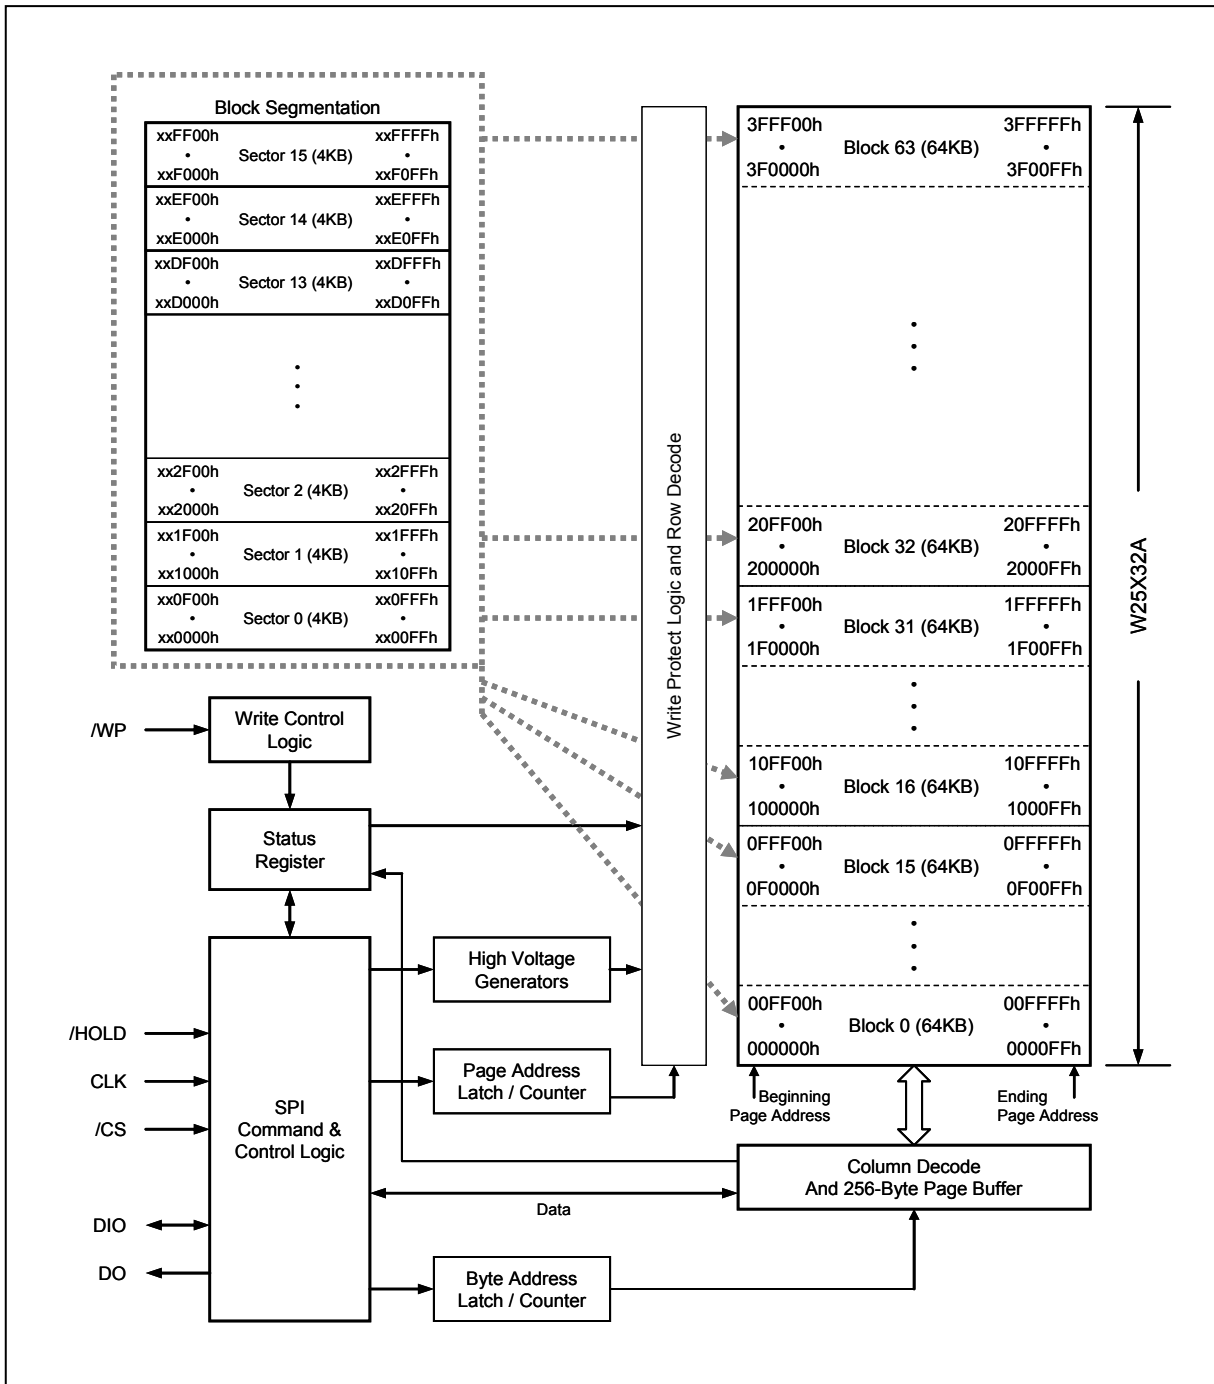 Block Segmentation
xxFF00h xxFFFFh
• Sector 15 (4KB) •
xxF000h xxF0FFh
xxEF00h xxEFFFh
• Sector 14 (4KB) •
xxE000h xxE0FFh
xxDF00h xxDFFFh
• Sector 13 (4KB) •
xxD000h xxD0FFh
•
•
•
xx2F00h xx2FFFh
• Sector 2 (4KB) •
xx2000h xx20FFh
xx1F00h xx1FFFh
• Sector 1 (4KB) •
xx1000h xx10FFh
xx0F00h xx0FFFh
• Sector 0 (4KB) •
xx0000h xx00FFh
Write Protect Logic and Row Decode
3FFF00h 3FFFFFh
• Block 63 (64KB) •
3F0000h 3F00FFh
•
•
•
20FF00h 20FFFFh
• Block 32 (64KB) •
200000h 2000FFh
1FFF00h 1FFFFFh
• Block 31 (64KB) •
1F0000h 1F00FFh
•
•
•
10FF00h 10FFFFh
• Block 16 (64KB) •
100000h 1000FFh
0FFF00h 0FFFFFh
• Block 15 (64KB) •
0F0000h 0F00FFh
•
•
•
00FF00h 00FFFFh
• Block 0 (64KB) •
000000h 0000FFh
W25X32A
Beginning
Page Address
Ending
Page Address
/WP
Write Control
Logic
Status
Register
High Voltage
Generators
/HOLD
CLK
/CS
DIO
DO
SPI
Command &
Control Logic
Page Address
Latch / Counter
Column Decode
And 256-Byte Page Buffer
Data
Byte Address
Latch / Counter